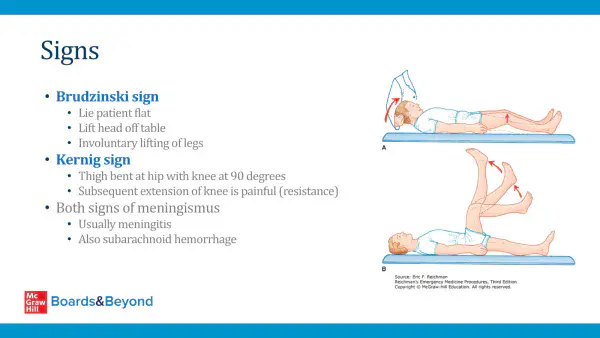 Signs
• Brudzinski sign
• Lie patient flat
• Lift head off table
• Involuntary lifting of legs
• Kernig sign
• Thigh bent at hip with knee at 90 degrees
• Subsequent extension of knee is painful (resistance)
• Both signs of meningismus
• Usually meningitis
• Also subarachnoid hemorrhage
A
B
Source: Eric F. Reichman
Reichman's Emergency Medicine Procedures, Third Edition
Copyright © McGraw-Hill Education. All rights reserved.
Mc
Graw
Hill
Boards&Beyond